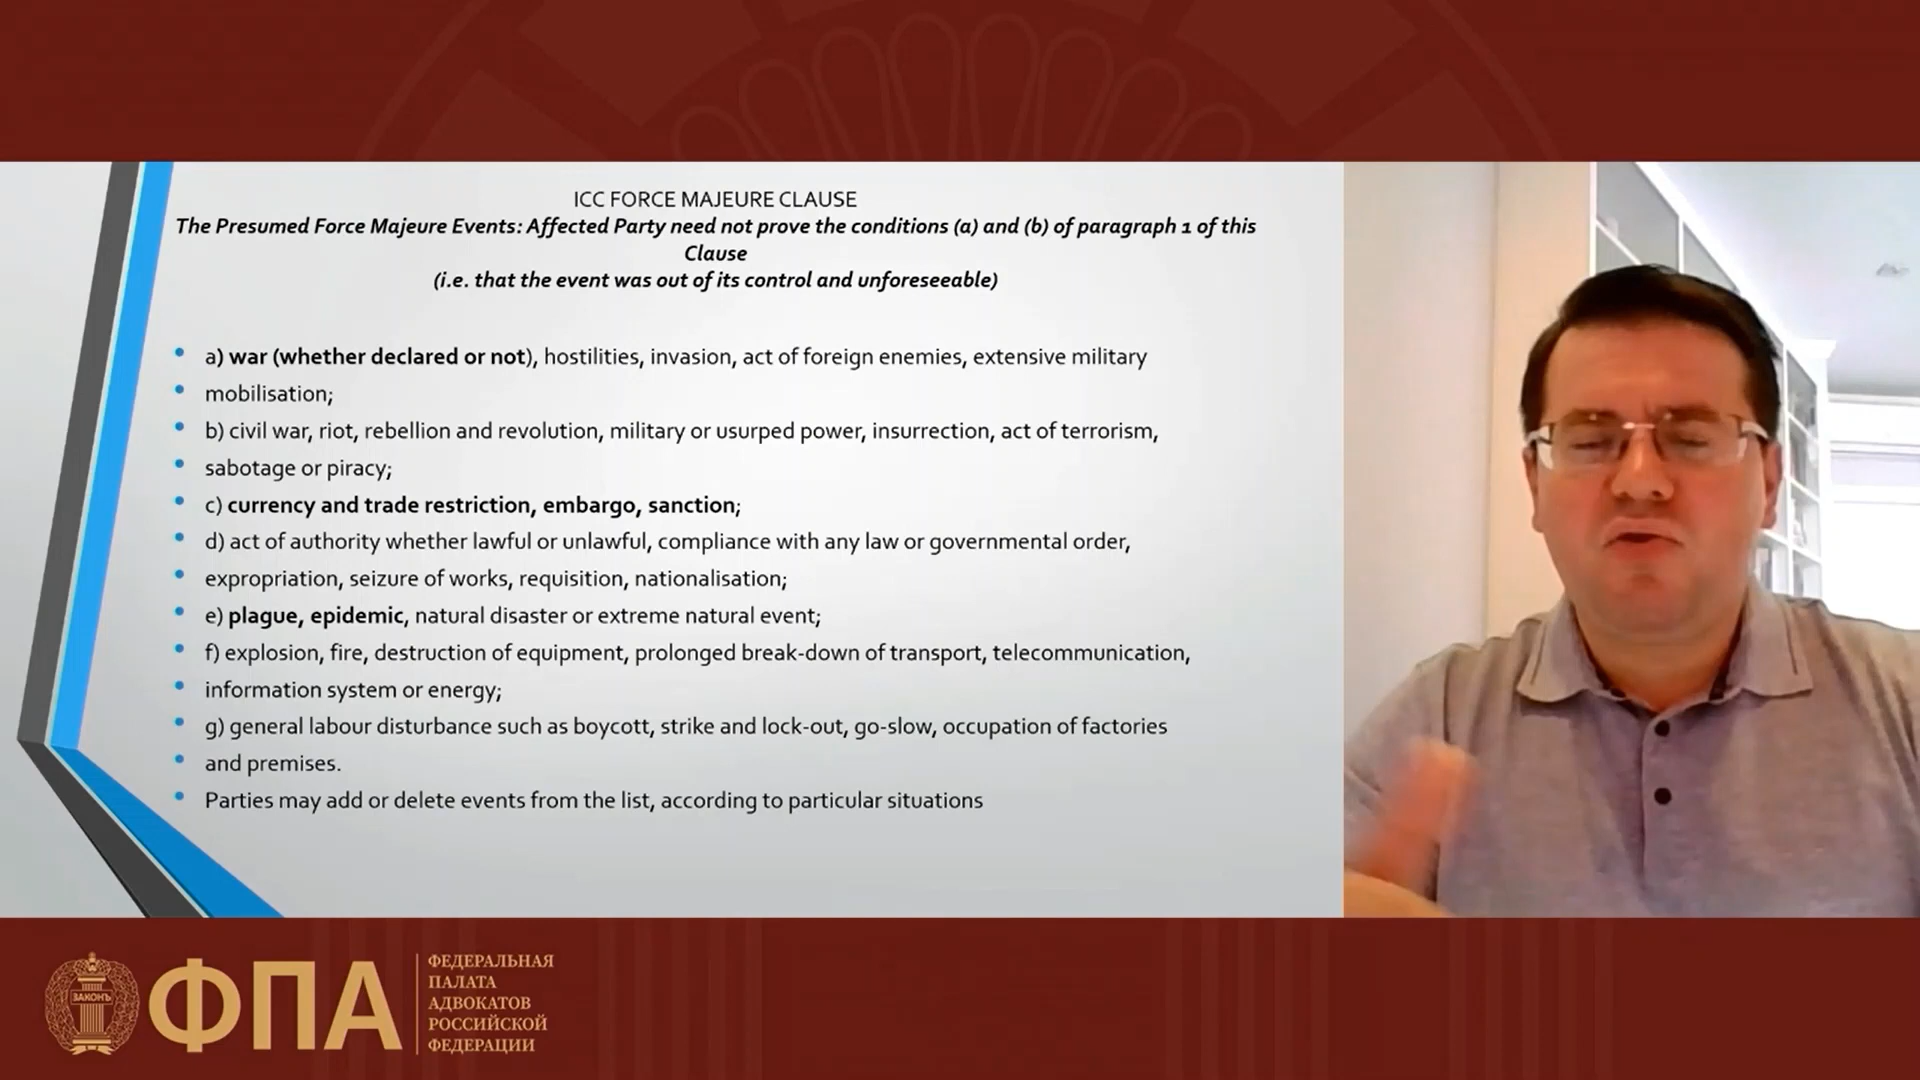 ICC FORCE MAJEURE CLAUSE
The Presumed Force Majeure Events: Affected Party need not prove the conditions (a) and (b) of paragraph 1 of this
Clause
(i.e. that the event was out of its control and unforeseeable)
• a) war (whether declared or not), hostilities, invasion, act of foreign enemies, extensive military
• mobilisation;
• b) civil war, riot, rebellion and revolution, military or usurped power, insurrection, act of terrorism,
• sabotage or piracy;
• c) currency and trade restriction, embargo, sanction;
• d) act of authority whether lawful or unlawful, compliance with any law or governmental order,
• expropriation, seizure of works, requisition, nationalisation;
• e) plague, epidemic, natural disaster or extreme natural event;
• f) explosion, fire, destruction of equipment, prolonged break-down of transport, telecommunication,
• information system or energy;
• g) general labour disturbance such as boycott, strike and lock-out, go-slow, occupation of factories
• and premises.
• Parties may add or delete events from the list, according to particular situations
ЗАКОНЪ
ФПА
ФЕДЕРАЛЬНАЯ
ПАЛАТА
АДВОКАТОВ
РОССИЙСКОЙ
ФЕДЕРАЦИИ